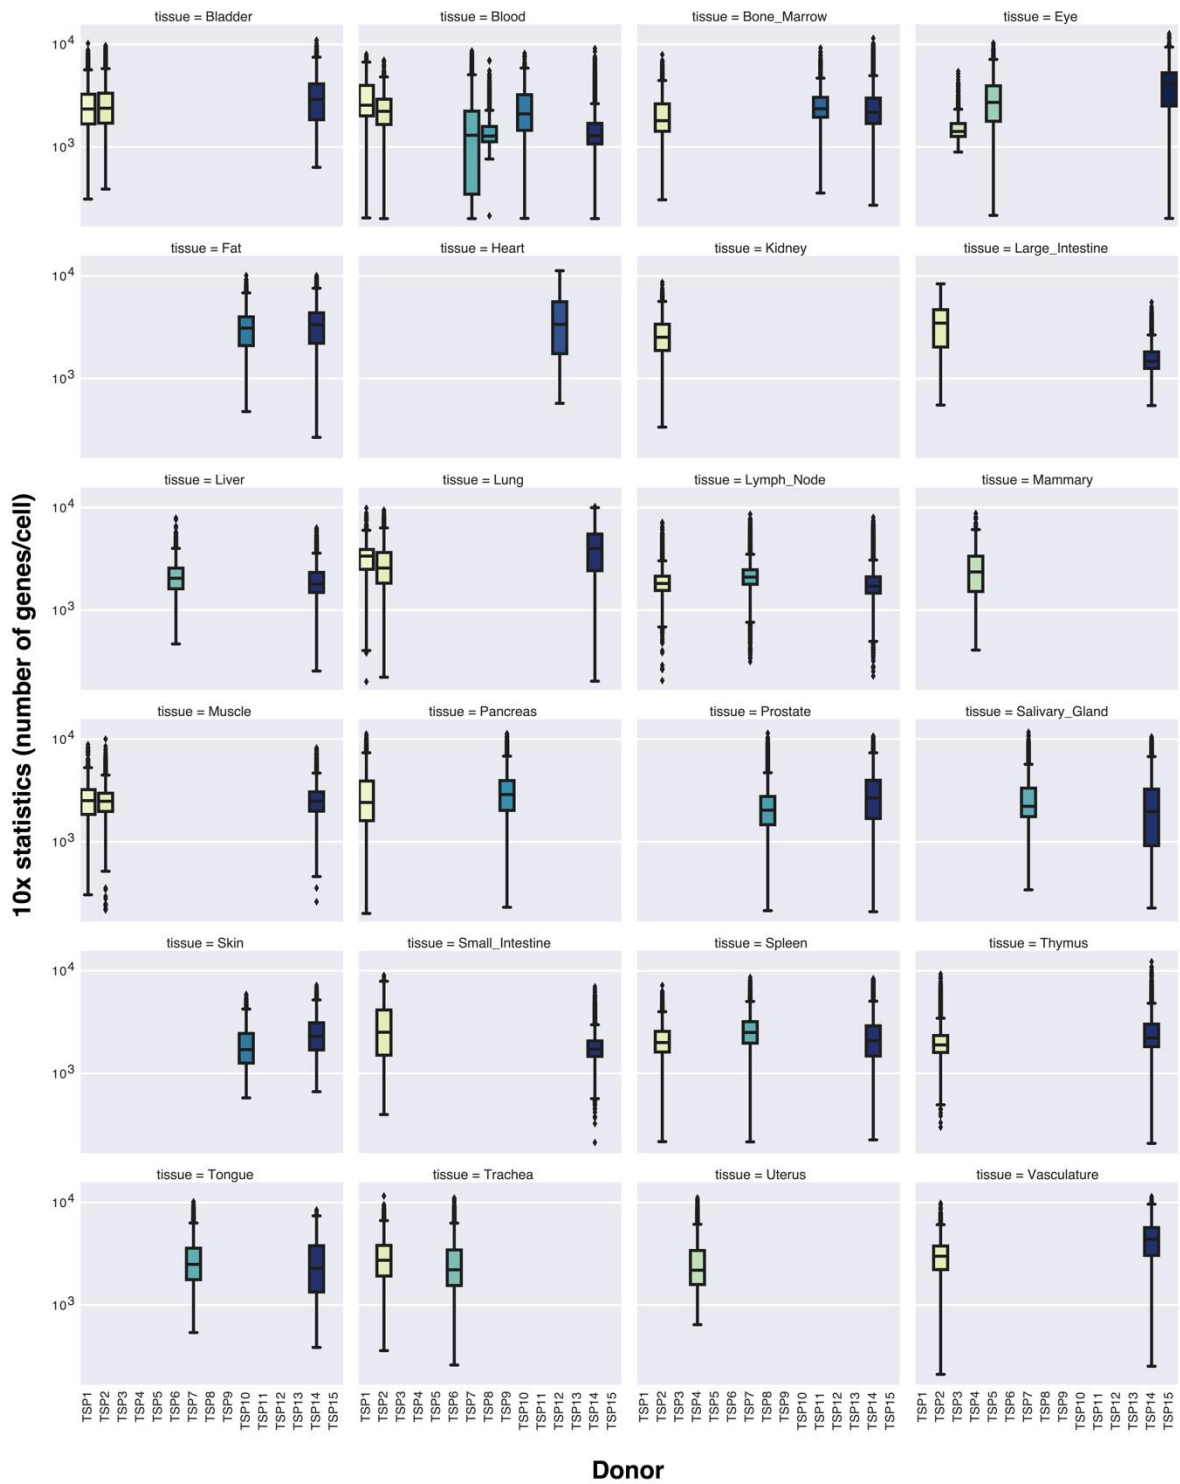 tissue = Bladder
tissue = Blood
tissue = Bone_Marrow
tissue = Eye
10⁴
10³
tissue = Fat
tissue = Heart
tissue = Kidney
tissue = Large_Intestine
10⁴
10³
tissue = Liver
tissue = Lung
tissue = Lymph_Node
tissue = Mammary
10⁴
10³
tissue = Muscle
tissue = Pancreas
tissue = Prostate
tissue = Salivary_Gland
10⁴
10³
tissue = Skin
tissue = Small_Intestine
tissue = Spleen
tissue = Thymus
10⁴
10³
tissue = Tongue
tissue = Trachea
tissue = Uterus
tissue = Vasculature
10⁴
10³
10x statistics (number of genes/cell)
TSP1
TSP2
TSP3
TSP4
TSP5
TSP6
TSP7
TSP8
TSP9
TSP10
TSP11
TSP12
TSP13
TSP14
TSP15
TSP1
TSP2
TSP3
TSP4
TSP5
TSP6
TSP7
TSP8
TSP9
TSP10
TSP11
TSP12
TSP13
TSP14
TSP15
TSP1
TSP2
TSP3
TSP4
TSP5
TSP6
TSP7
TSP8
TSP9
TSP10
TSP11
TSP12
TSP13
TSP14
TSP15
TSP1
TSP2
TSP3
TSP4
TSP5
TSP6
TSP7
TSP8
TSP9
TSP10
TSP11
TSP12
TSP13
TSP14
TSP15
Donor